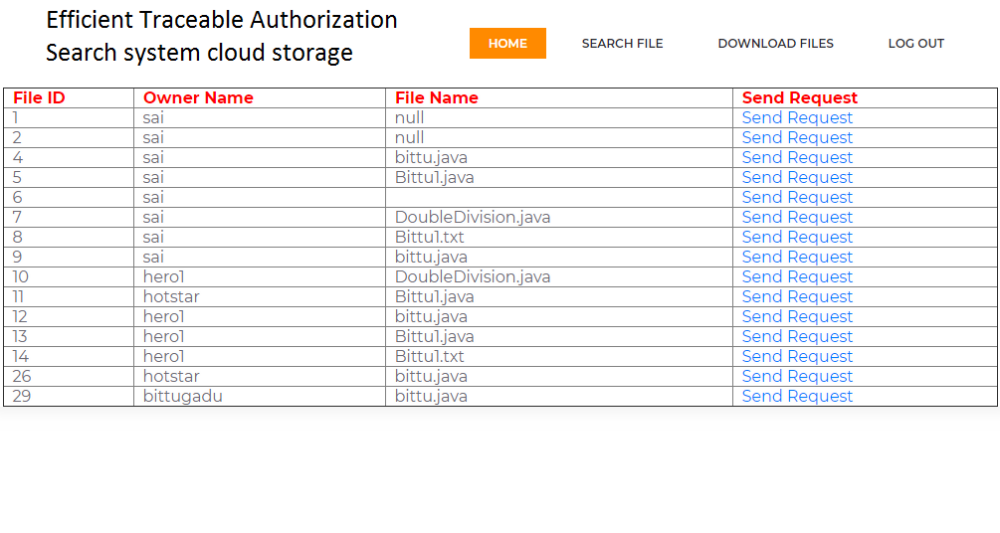 Efficient Traceable Authorization
Search system cloud storage
HOME SEARCH FILE DOWNLOAD FILES LOG OUT
File ID Owner Name File Name Send Request
1 sai null Send Request
2 sai null Send Request
4 sai bittu.java Send Request
5 sai Bittu1.java Send Request
6 sai Send Request
7 sai DoubleDivision.java Send Request
8 sai Bittu1.txt Send Request
9 sai bittu.java Send Request
10 hero1 DoubleDivision.java Send Request
11 hotstar Bittu1.java Send Request
12 hero1 bittu.java Send Request
13 hero1 Bittu1.java Send Request
14 hero1 Bittu1.txt Send Request
26 hotstar bittu.java Send Request
29 bittugadu bittu.java Send Request